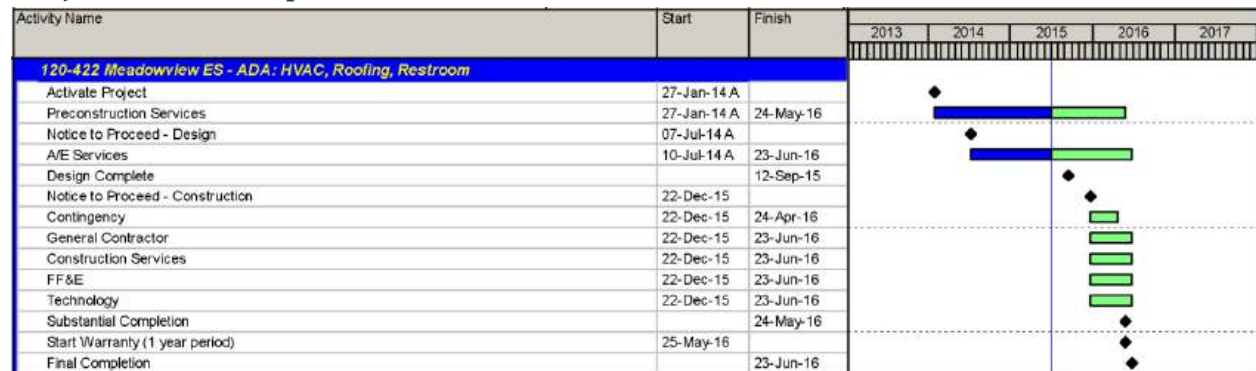 Activity Name Start Finish
2013 2014 2015 2016 2017
120-422 Meadowview ES - ADA: HVAC, Roofing, Restroom
Activate Project 27-Jan-14 A
Preconstruction Services 27-Jan-14 A 24-May-16
Notice to Proceed - Design 07-Jul-14 A
A/E Services 10-Jul-14 A 23-Jun-16
Design Complete 12-Sep-15
Notice to Proceed - Construction 22-Dec-15
Contingency 22-Dec-15 24-Apr-16
General Contractor 22-Dec-15 23-Jun-16
Construction Services 22-Dec-15 23-Jun-16
FF&E 22-Dec-15 23-Jun-16
Technology 22-Dec-15 23-Jun-16
Substantial Completion 24-May-16
Start Warranty (1 year period) 25-May-16
Final Completion 23-Jun-16